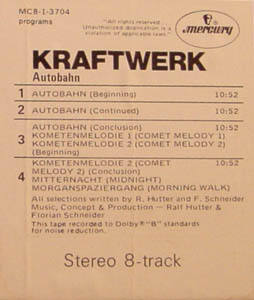 MC8-1-3704
programs
"All rights reserved
Unauthorized duplication is a
violation of applicable laws."
mercury
KRAFTWERK
Autobahn
1 AUTOBAHN (Beginning) 10:52
2 AUTOBAHN (Continued) 10:52
3 AUTOBAHN (Conclusion) 10:52
KOMETENMELODIE 1 (COMET MELODY 1)
KOMETENMELODIE 2 (COMET MELODY 2)
(Beginning)
4 KOMETENMELODIE 2 (COMET 10:52
MELODY 2) (Conclusion)
MITTERNACHT (MIDNIGHT)
MORGANSPAZIERGANG (MORNING WALK)
All selections written by R. Hutter and F. Schneider
Music, Concept & Production — Ralf Hutter &
Florian Schneider
This tape recorded to Dolby® "B" standards
for noise reduction.
Stereo 8-track